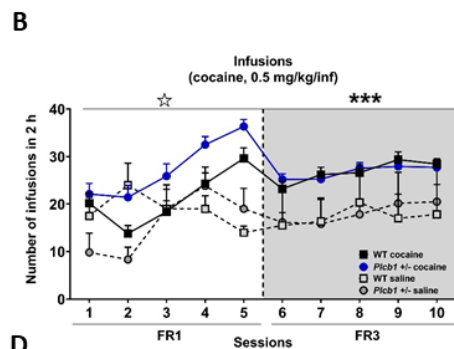 B
Infusions
(cocaine, 0.5 mg/kg/inf)
☆ ***
Number of infusions in 2 h
40
30
20
10
0
WT cocaine
Plcb1 +/- cocaine
WT saline
Plcb1 +/- saline
1 2 3 4 5 6 7 8 9 10
FR1 FR3
D Sessions